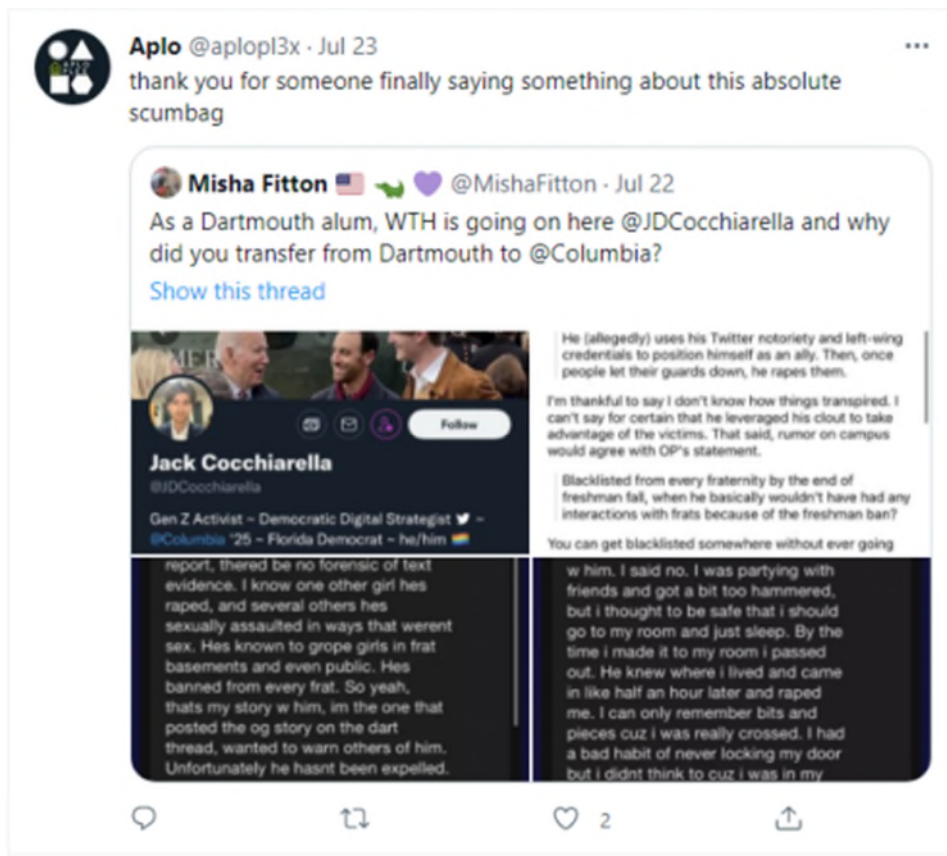 Aplo @aplopl3x · Jul 23
thank you for someone finally saying something about this absolute
scumbag
Misha Fitton 🇺🇸 🐊 💜 @MishaFitton · Jul 22
As a Dartmouth alum, WTH is going on here @JDCocchiarella and why
did you transfer from Dartmouth to @Columbia?
Show this thread
Follow
Jack Cocchiarella
@JDCocchiarella
Gen Z Activist ~ Democratic Digital Strategist ~
@Columbia '25 ~ Florida Democrat ~ he/him 🏳️‍🌈
He (allegedly) uses his Twitter notoriety and left-wing
credentials to position himself as an ally. Then, once
people let their guards down, he rapes them.
I'm thankful to say I don't know how things transpired. I
can't say for certain that he leveraged his clout to take
advantage of the victims. That said, rumor on campus
would agree with OP's statement.
Blacklisted from every fraternity by the end of
freshman fall, when he basically wouldn't have had any
interactions with frats because of the freshman ban?
You can get blacklisted somewhere without ever going
report, thered be no forensic of text
evidence. I know one other girl hes
raped, and several others hes
sexually assaulted in ways that werent
sex. Hes known to grope girls in frat
basements and even public. Hes
banned from every frat. So yeah,
thats my story w him, im the one that
posted the og story on the dart
thread, wanted to warn others of him.
Unfortunately he hasnt been expelled.
w him. I said no. I was partying with
friends and got a bit too hammered,
but i thought to be safe that i should
go to my room and just sleep. By the
time i made it to my room i passed
out. He knew where i lived and came
in like half an hour later and raped
me. I can only remember bits and
pieces cuz i was really crossed. I had
a bad habit of never locking my door
but i didnt think to cuz i was in my
2